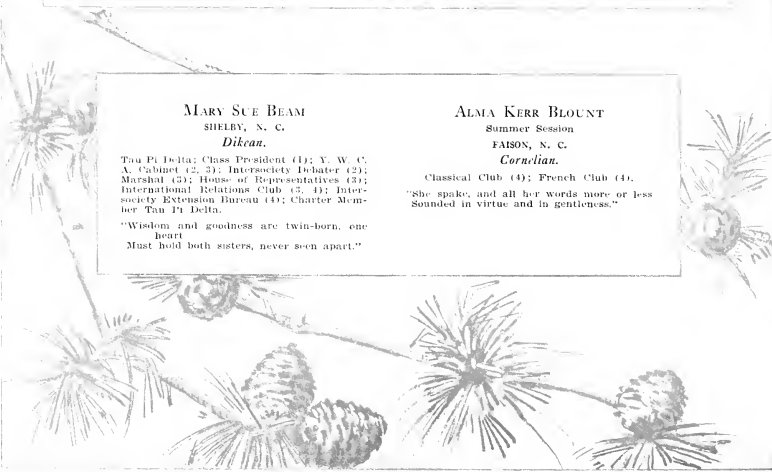 MARY SUE BEAM
SHELBY, N. C.
Dikean.
Tau Pi Delta; Class President (1); Y. W. C.
A. Cabinet (2, 3); Intersociety Debater (2);
Marshal (3); House of Representatives (3);
International Relations Club (3, 4); Inter-
society Extension Bureau (4); Charter Mem-
ber Tau Pi Delta.
"Wisdom and goodness are twin-born, one
heart
Must hold both sisters, never seen apart."
ALMA KERR BLOUNT
Summer Session
FAISON, N. C.
Cornelian.
Classical Club (4); French Club (4).
"She spake, and all her words more or less
Sounded in virtue and in gentleness."